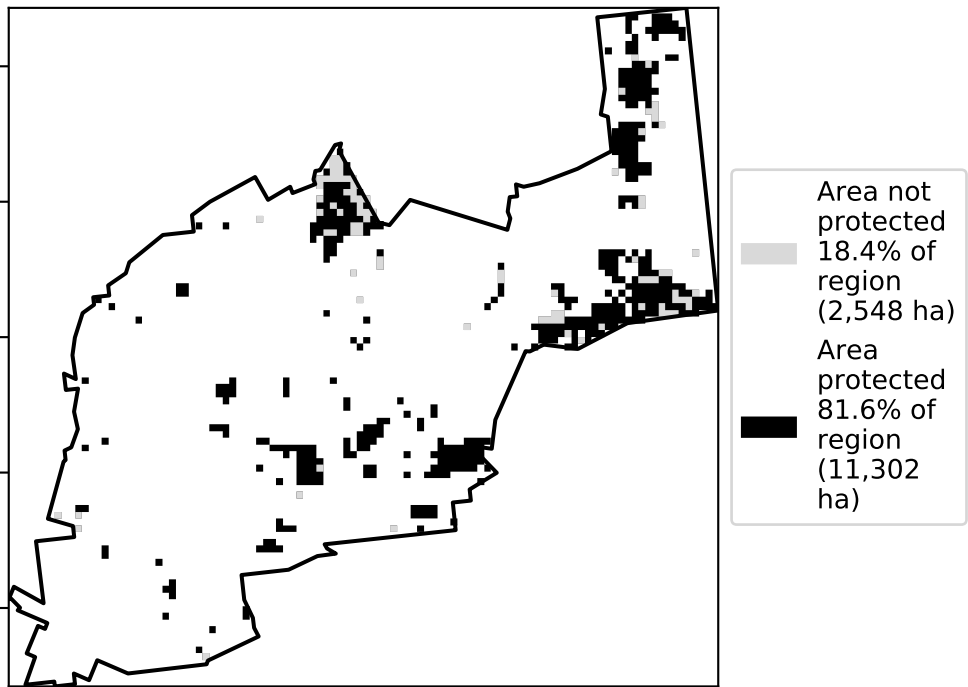 Area not
protected
18.4% of
region
(2,548 ha)
Area
protected
81.6% of
region
(11,302
ha)